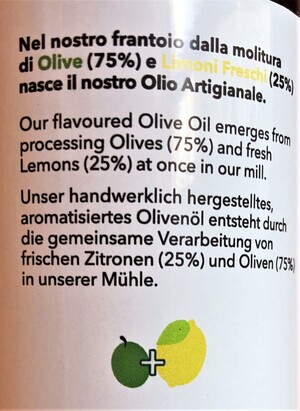 Nel nostro frantoio dalla molitura
di Olive (75%) e Limoni Freschi (25%)
nasce il nostro Olio Artigianale.
Our flavoured Olive Oil emerges from
processing Olives (75%) and fresh
Lemons (25%) at once in our mill.
Unser handwerklich hergestelltes,
aromatisiertes Olivenöl entsteht durch
die gemeinsame Verarbeitung von
frischen Zitronen (25%) und Oliven (75%)
in unserer Mühle.
+